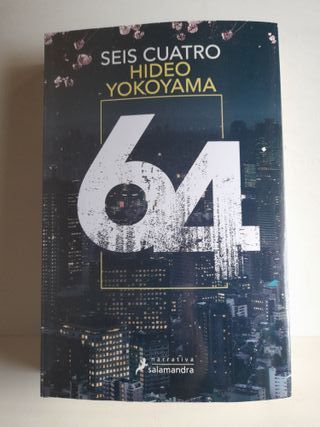 SEIS CUATRO
HIDEO
YOKOYAMA
64
narrativa
salamandra